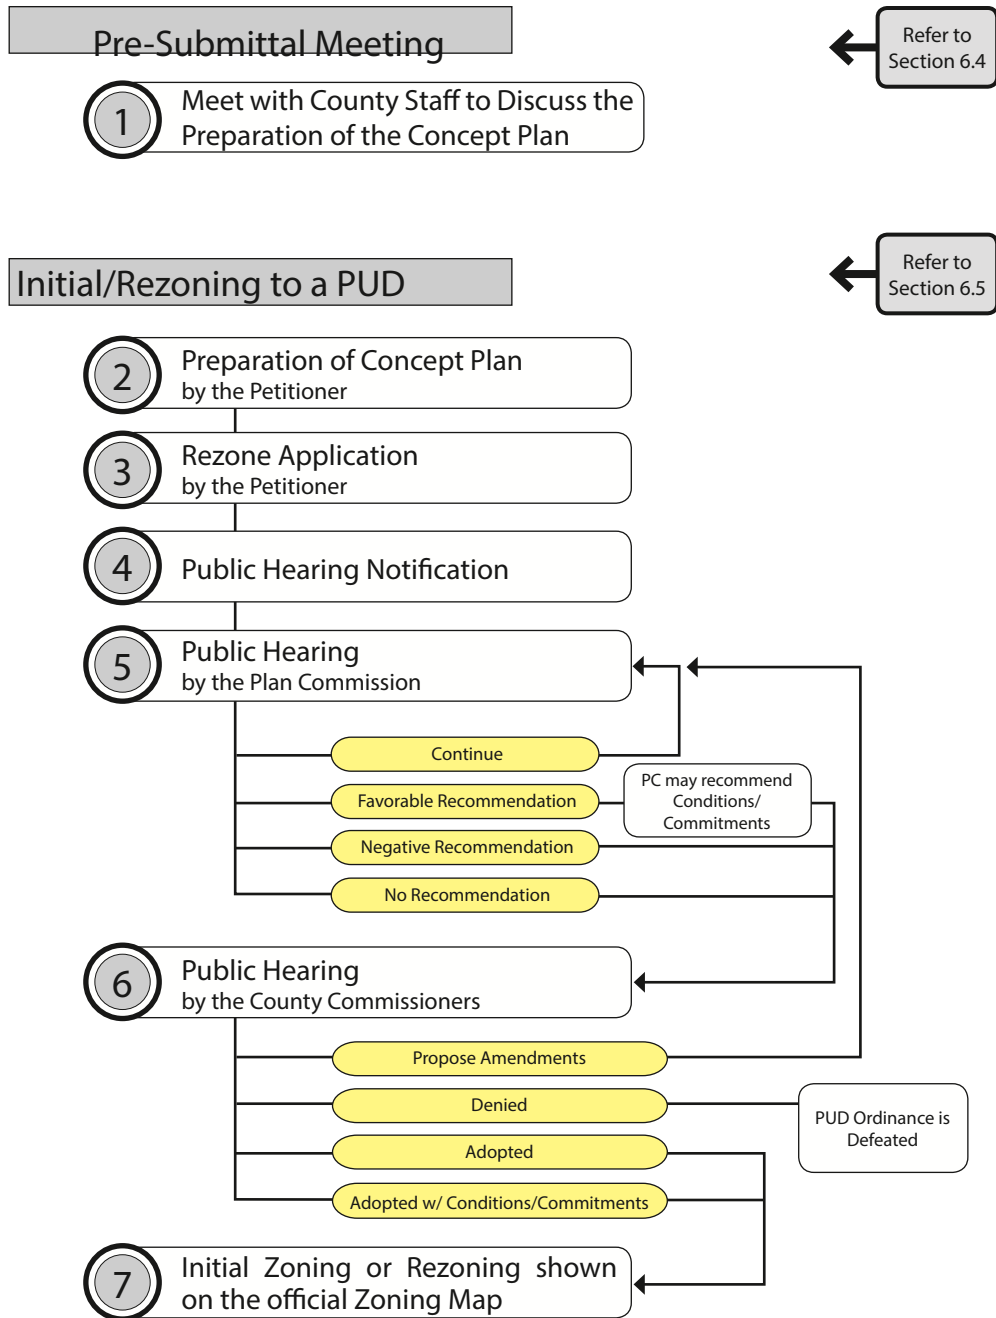 Pre-Submittal Meeting
Refer to
Section 6.4
1
Meet with County Staff to Discuss the
Preparation of the Concept Plan
Initial/Rezoning to a PUD
Refer to
Section 6.5
2
Preparation of Concept Plan
by the Petitioner
3
Rezone Application
by the Petitioner
4
Public Hearing Notification
5
Public Hearing
by the Plan Commission
Continue
Favorable Recommendation
PC may recommend
Conditions/
Commitments
Negative Recommendation
No Recommendation
6
Public Hearing
by the County Commissioners
Propose Amendments
Denied
PUD Ordinance is
Defeated
Adopted
Adopted w/ Conditions/Commitments
7
Initial Zoning or Rezoning shown
on the official Zoning Map